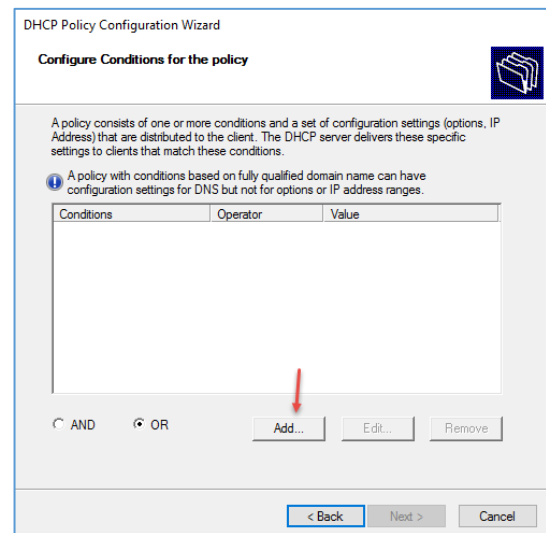 DHCP Policy Configuration Wizard
Configure Conditions for the policy
A policy consists of one or more conditions and a set of configuration settings (options, IP
Address) that are distributed to the client. The DHCP server delivers these specific
settings to clients that match these conditions.
A policy with conditions based on fully qualified domain name can have
configuration settings for DNS but not for options or IP address ranges.
Conditions Operator Value
AND OR Add... Edit... Remove
< Back Next > Cancel